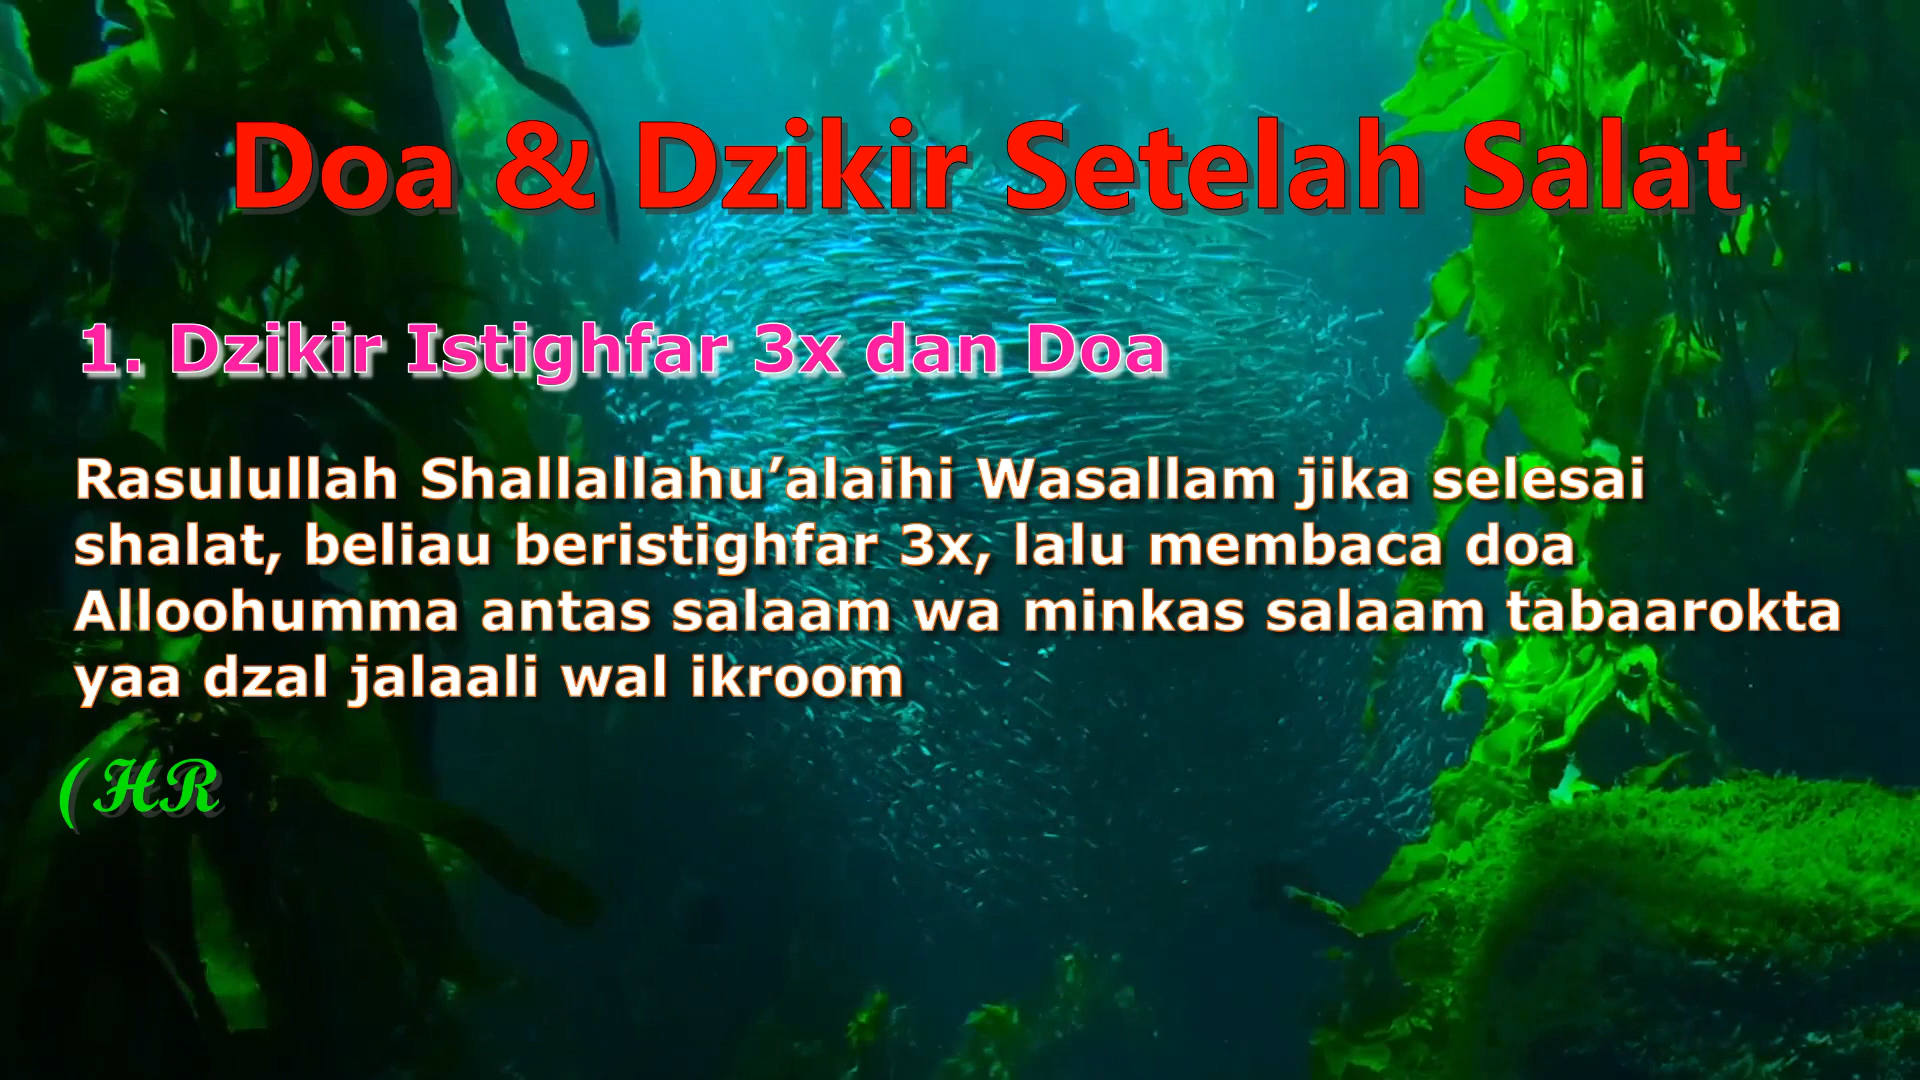 Doa & Dzikir Setelah Salat
1. Dzikir Istighfar 3x dan Doa
Rasulullah Shallallahu’alaihi Wasallam jika selesai
shalat, beliau beristighfar 3x, lalu membaca doa
Alloohumma antas salaam wa minkas salaam tabaarokta
yaa dzal jalaali wal ikroom
(HR